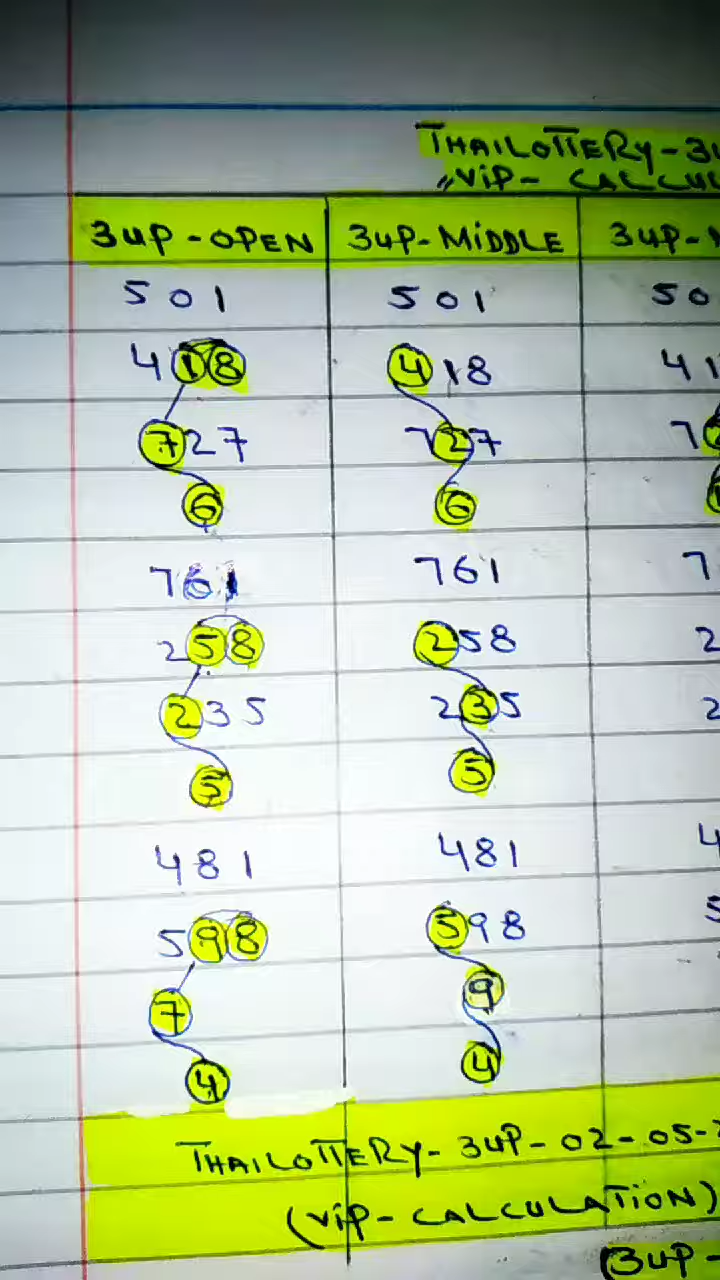 THAILOTTERY-3U
"VIP- CALCUL
3UP-OPEN 3UP-MIDDLE 3UP-
501 501 50
418 418 41
727 727 7
6 6
761 761 7
258 258 2
235 235 2
5 5
481 481 4
598 598 5
7 9
4 4
THAILOTTERY-3UP-02-05-
(VIP-CALCULATION)
(3UP-